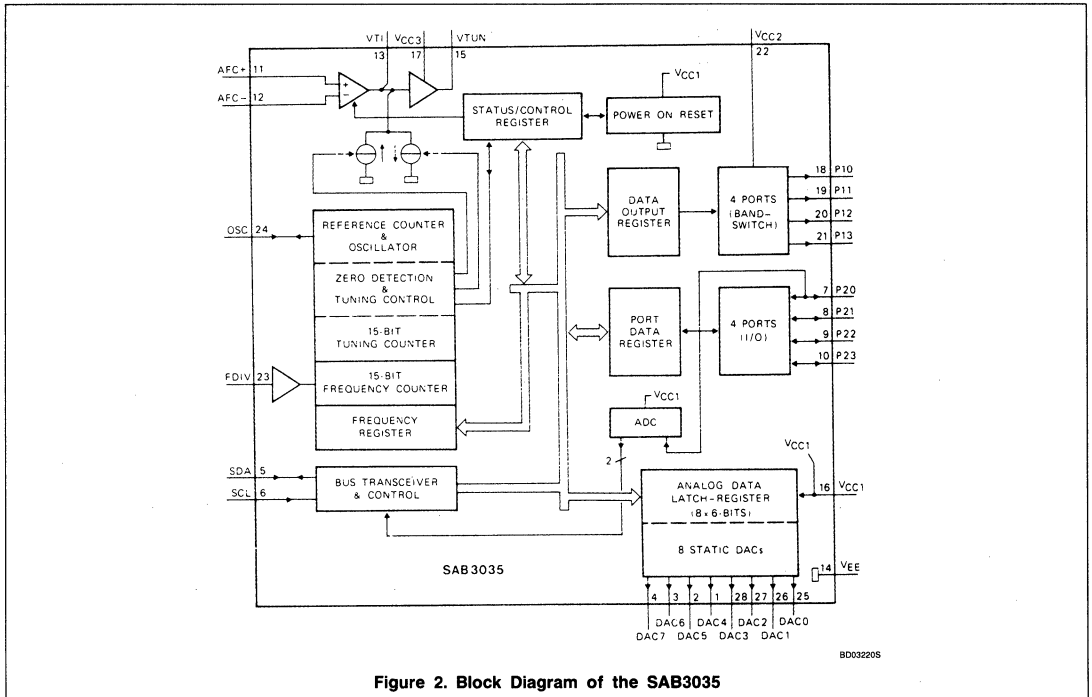 VTI VCC3 VTUN VCC2
13 17 15 22
AFC+ 11
AFC- 12
VCC1
STATUS/CONTROL
REGISTER
POWER ON RESET
DATA
OUTPUT
REGISTER
4 PORTS
(BAND-
SWITCH)
18 P10
19 P11
20 P12
21 P13
OSC 24
REFERENCE COUNTER
&
OSCILLATOR
ZERO DETECTION
&
TUNING CONTROL
15-BIT
TUNING COUNTER
FDIV 23
15-BIT
FREQUENCY COUNTER
FREQUENCY
REGISTER
PORT
DATA
REGISTER
4 PORTS
(I/O)
7 P20
8 P21
9 P22
10 P23
VCC1
ADC
2
SDA 5
SCL 6
BUS TRANSCEIVER
& CONTROL
ANALOG DATA
LATCH-REGISTER
(8x6-BITS)
8 STATIC DACs
VCC1
16 VCC1
14 VEE
SAB3035
4 3 2 1 28 27 26 25
DAC6 DAC4 DAC2 DAC0
DAC7 DAC5 DAC3 DAC1
BD03220S
Figure 2. Block Diagram of the SAB3035